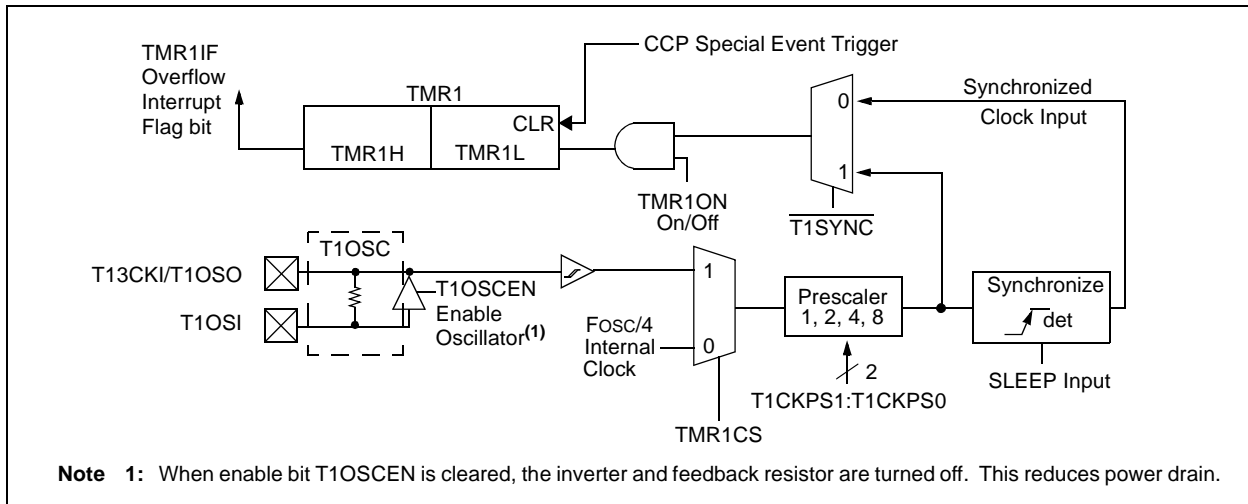 TMR1IF
Overflow
Interrupt
Flag bit
TMR1
CCP Special Event Trigger
CLR
TMR1H
TMR1L
TMR1ON
On/Off
0
1
T1SYNC
Synchronized
Clock Input
T1OSC
T13CKI/T1OSO
T1OSI
T1OSCEN
Enable
Oscillator(1)
FOSC/4
Internal
Clock
1
0
TMR1CS
Prescaler
1, 2, 4, 8
2
T1CKPS1:T1CKPS0
Synchronize
det
SLEEP Input
Note 1: When enable bit T1OSCEN is cleared, the inverter and feedback resistor are turned off. This reduces power drain.